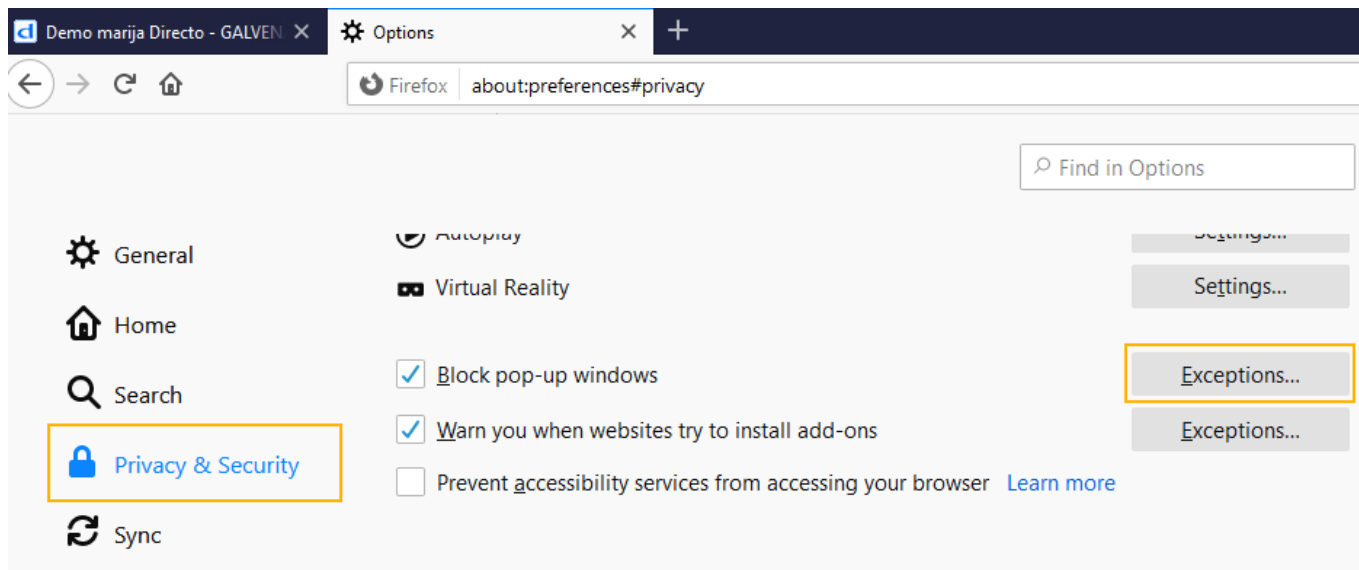 Demo marija Directo - GALVEN
Options
Firefox about:preferences#privacy
Find in Options
General
Autoplay
Settings...
Virtual Reality
Settings...
Home
Block pop-up windows
Exceptions...
Search
Warn you when websites try to install add-ons
Exceptions...
Privacy & Security
Prevent accessibility services from accessing your browser Learn more
Sync